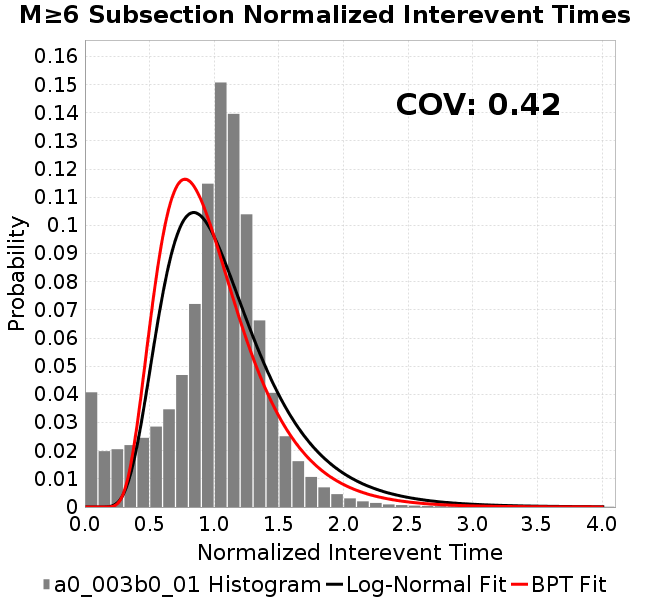 M≥6 Subsection Normalized Interevent Times
COV: 0.42
0.16
0.15
0.14
0.13
0.12
0.11
0.1
0.09
0.08
0.07
0.06
0.05
0.04
0.03
0.02
0.01
0
Probability
0.0 0.5 1.0 1.5 2.0 2.5 3.0 3.5 4.0
Normalized Interevent Time
a0_003b0_01 Histogram Log-Normal Fit BPT Fit